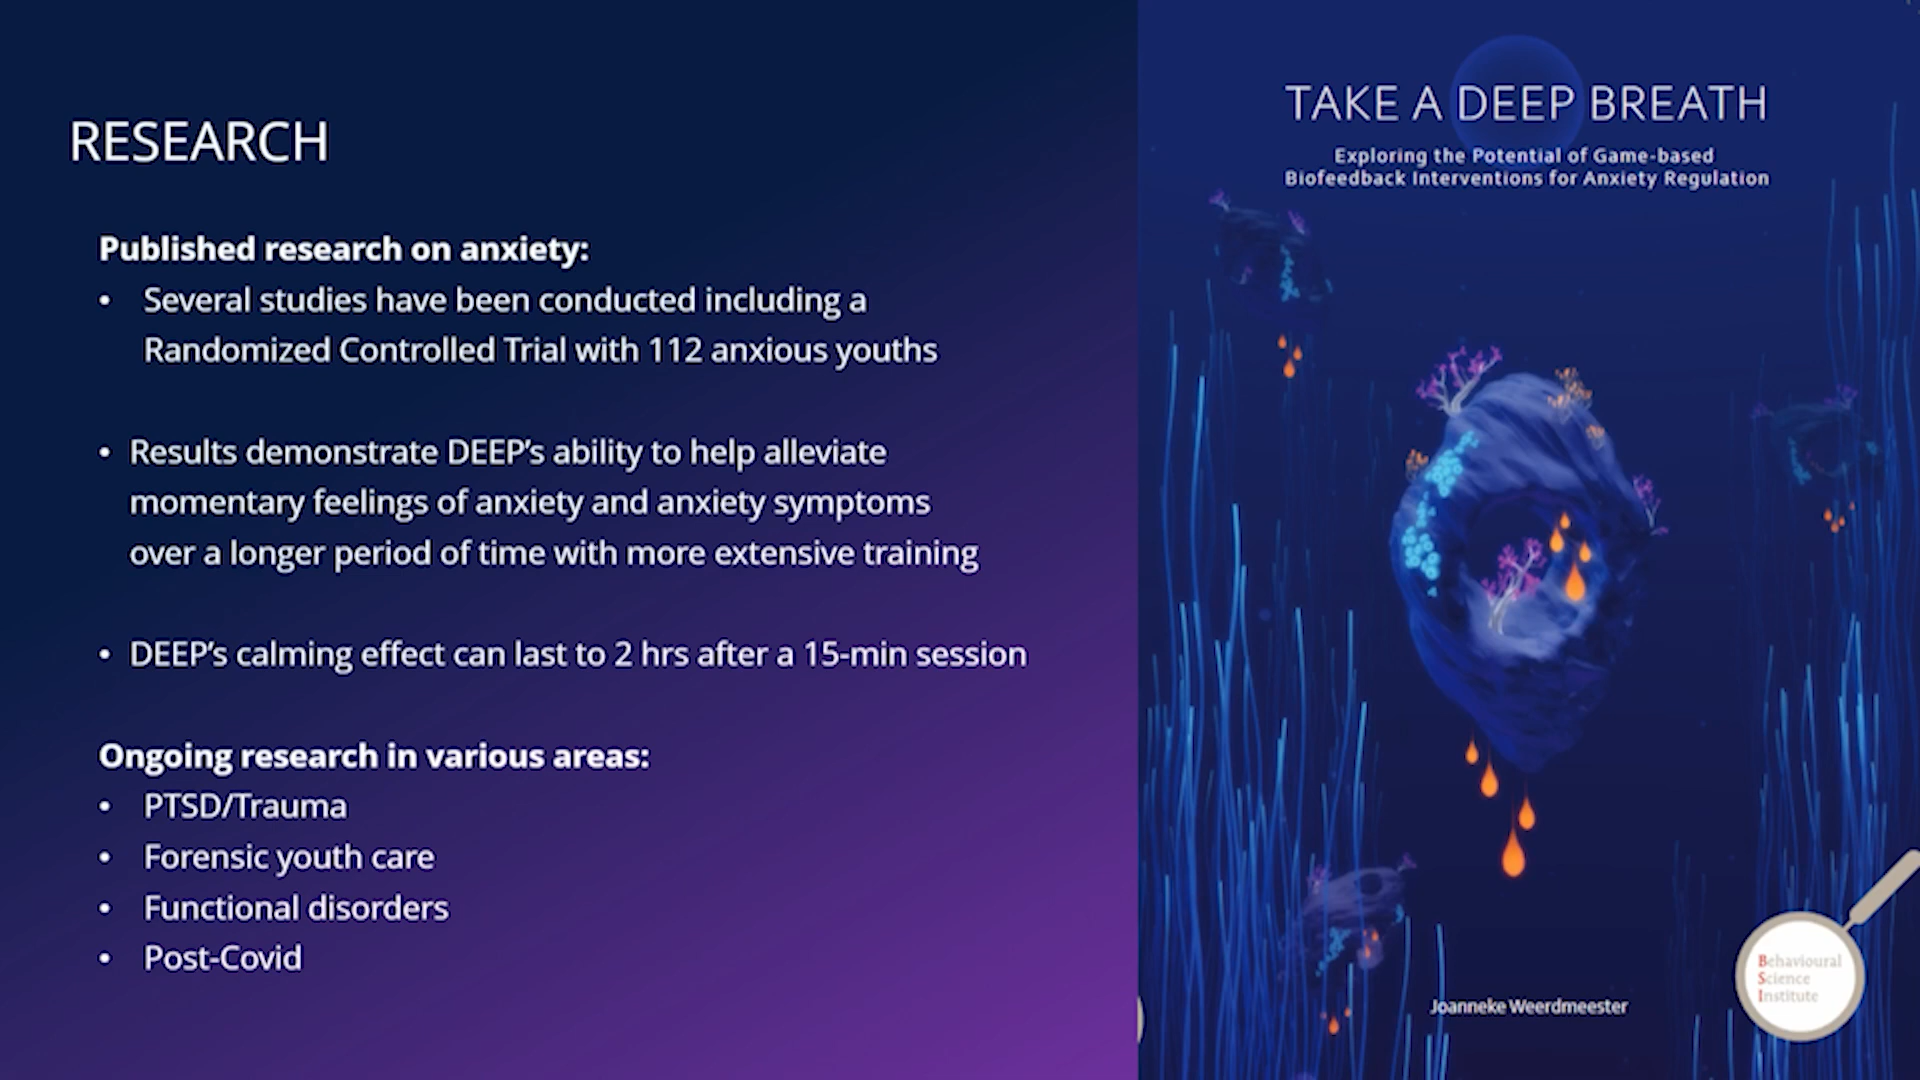 RESEARCH
Published research on anxiety:
• Several studies have been conducted including a
Randomized Controlled Trial with 112 anxious youths
• Results demonstrate DEEP's ability to help alleviate
momentary feelings of anxiety and anxiety symptoms
over a longer period of time with more extensive training
• DEEP's calming effect can last to 2 hrs after a 15-min session
Ongoing research in various areas:
• PTSD/Trauma
• Forensic youth care
• Functional disorders
• Post-Covid
TAKE A DEEP BREATH
Exploring the Potential of Game-based
Biofeedback Interventions for Anxiety Regulation
Joanneke Weerdmeester
Behavioural
Science
Institute